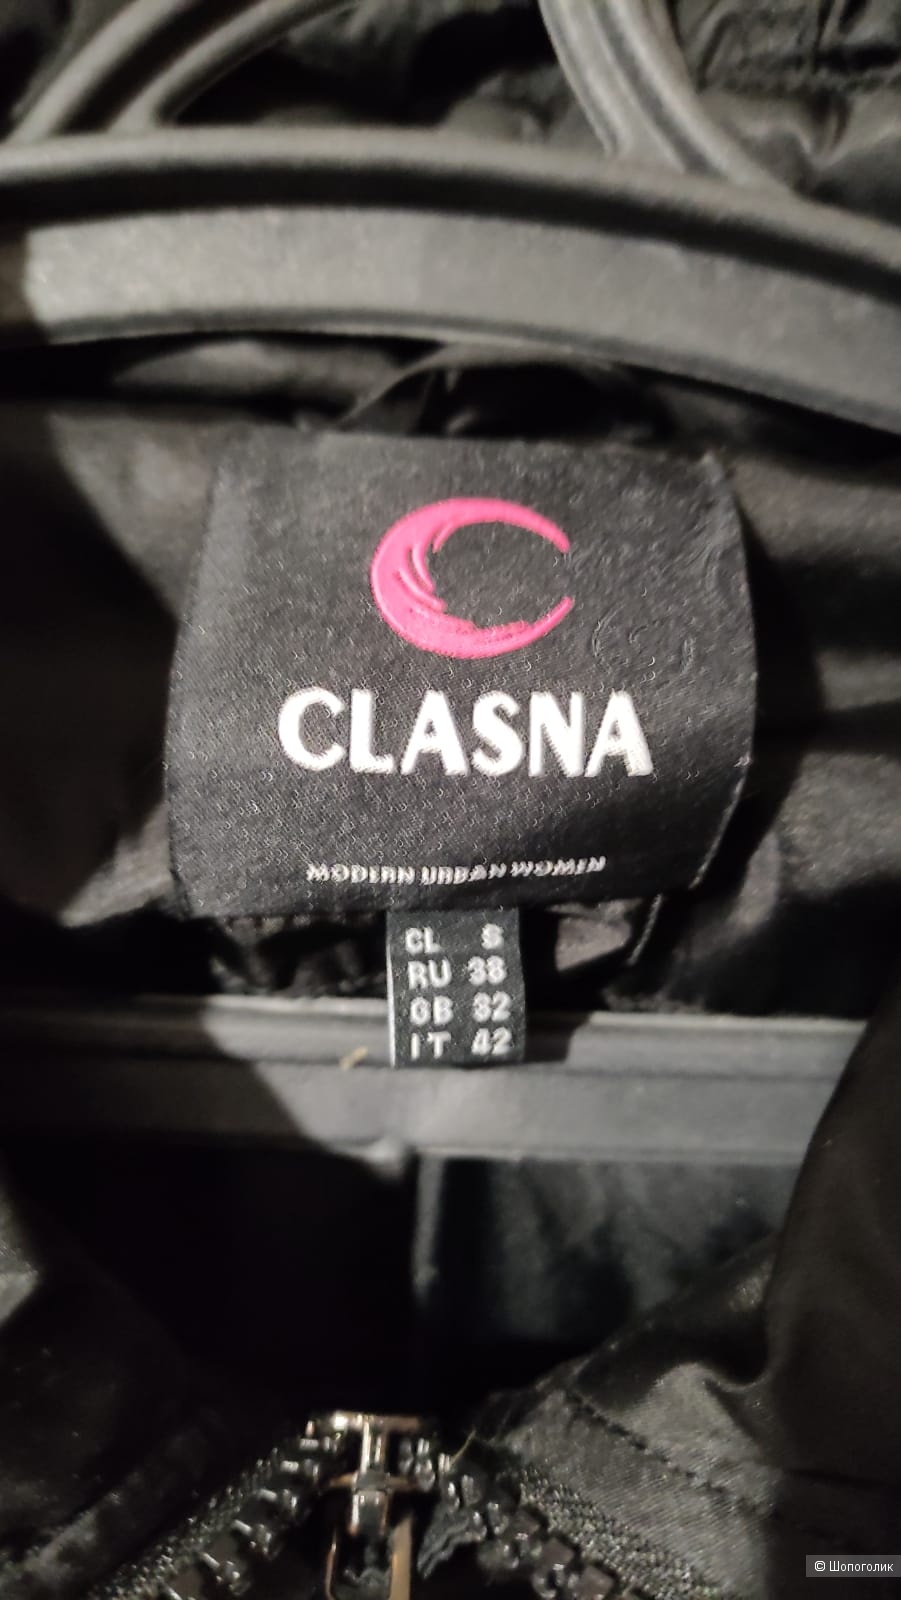 CLASNA
MODERN URBAN WOMEN
CL S
RU 38
GB 32
IT 42
© Шопоголик